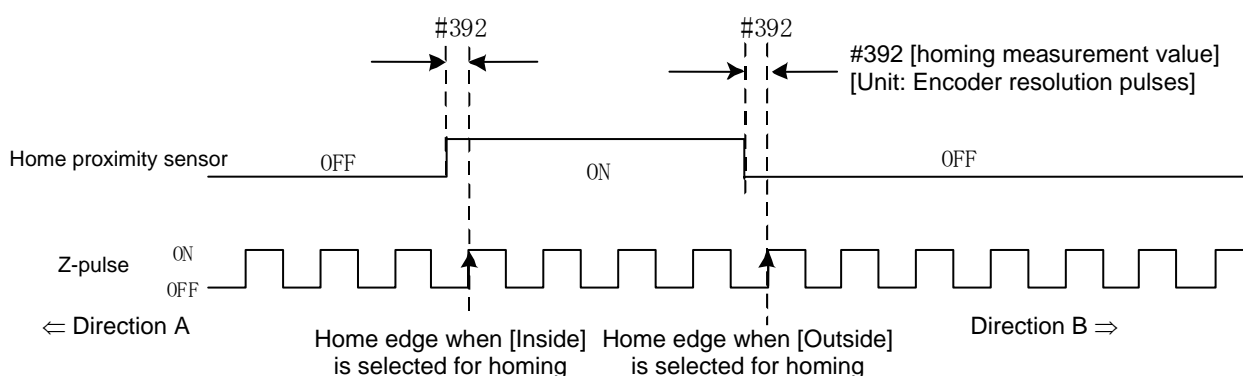 #392 #392
#392 [homing measurement value]
[Unit: Encoder resolution pulses]
Home proximity sensor OFF ON OFF
Z-pulse ON
OFF
⇐ Direction A Direction B ⇒
Home edge when [Inside]
is selected for homing
Home edge when [Outside]
is selected for homing